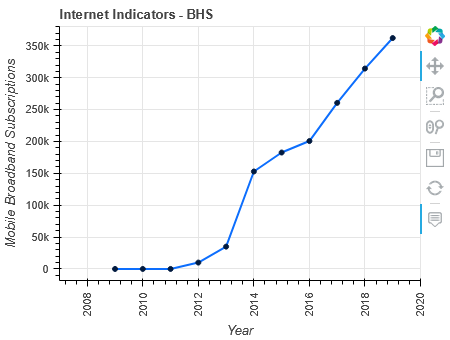 Internet Indicators - BHS
Mobile Broadband Subscriptions
350k
300k
250k
200k
150k
100k
50k
0
2008
2010
2012
2014
2016
2018
2020
Year